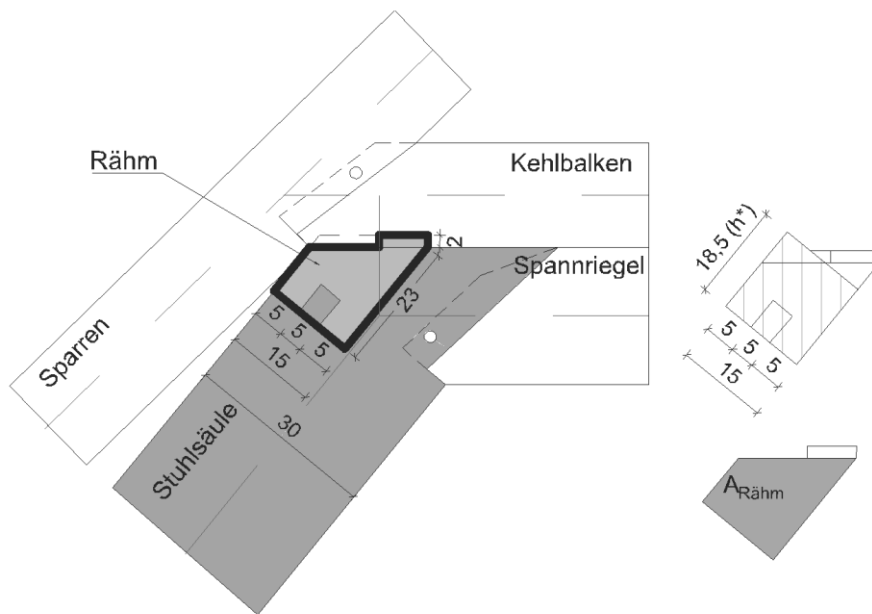 Rähm
Kehlbalken
2
18,5 (h*)
Spannriegel
23
5
5
5
15
Sparren
30
Stuhlsäule
5
5
5
15
ARähm